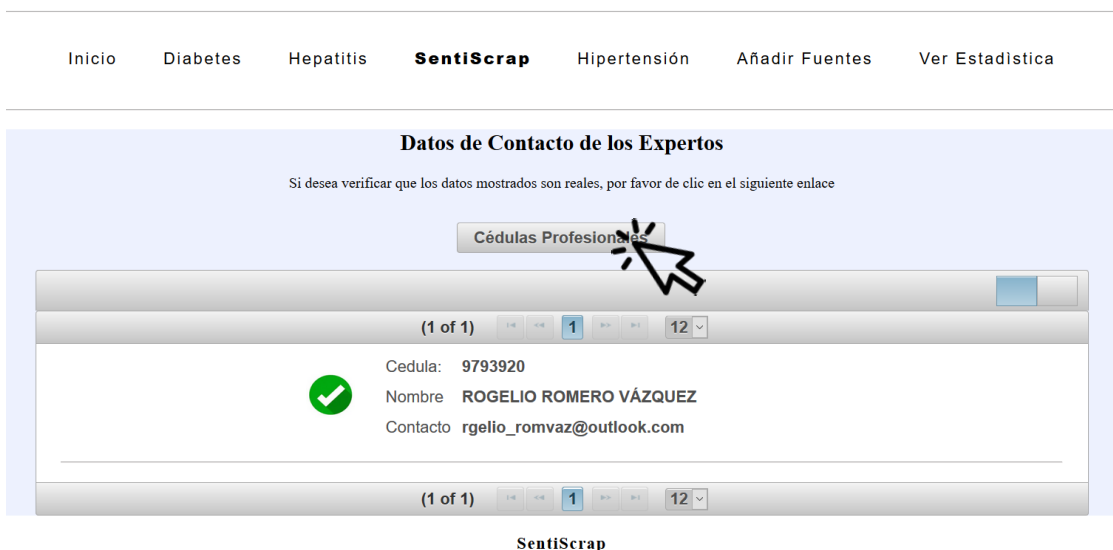 Inicio Diabetes Hepatitis SentiScrap Hipertensión Añadir Fuentes Ver Estadìstica
Datos de Contacto de los Expertos
Si desea verificar que los datos mostrados son reales, por favor de clic en el siguiente enlace
Cédulas Profesionales
(1 of 1) 1 12
Cedula: 9793920
Nombre ROGELIO ROMERO VÁZQUEZ
Contacto rgelio_romvaz@outlook.com
(1 of 1) 1 12
SentiScrap